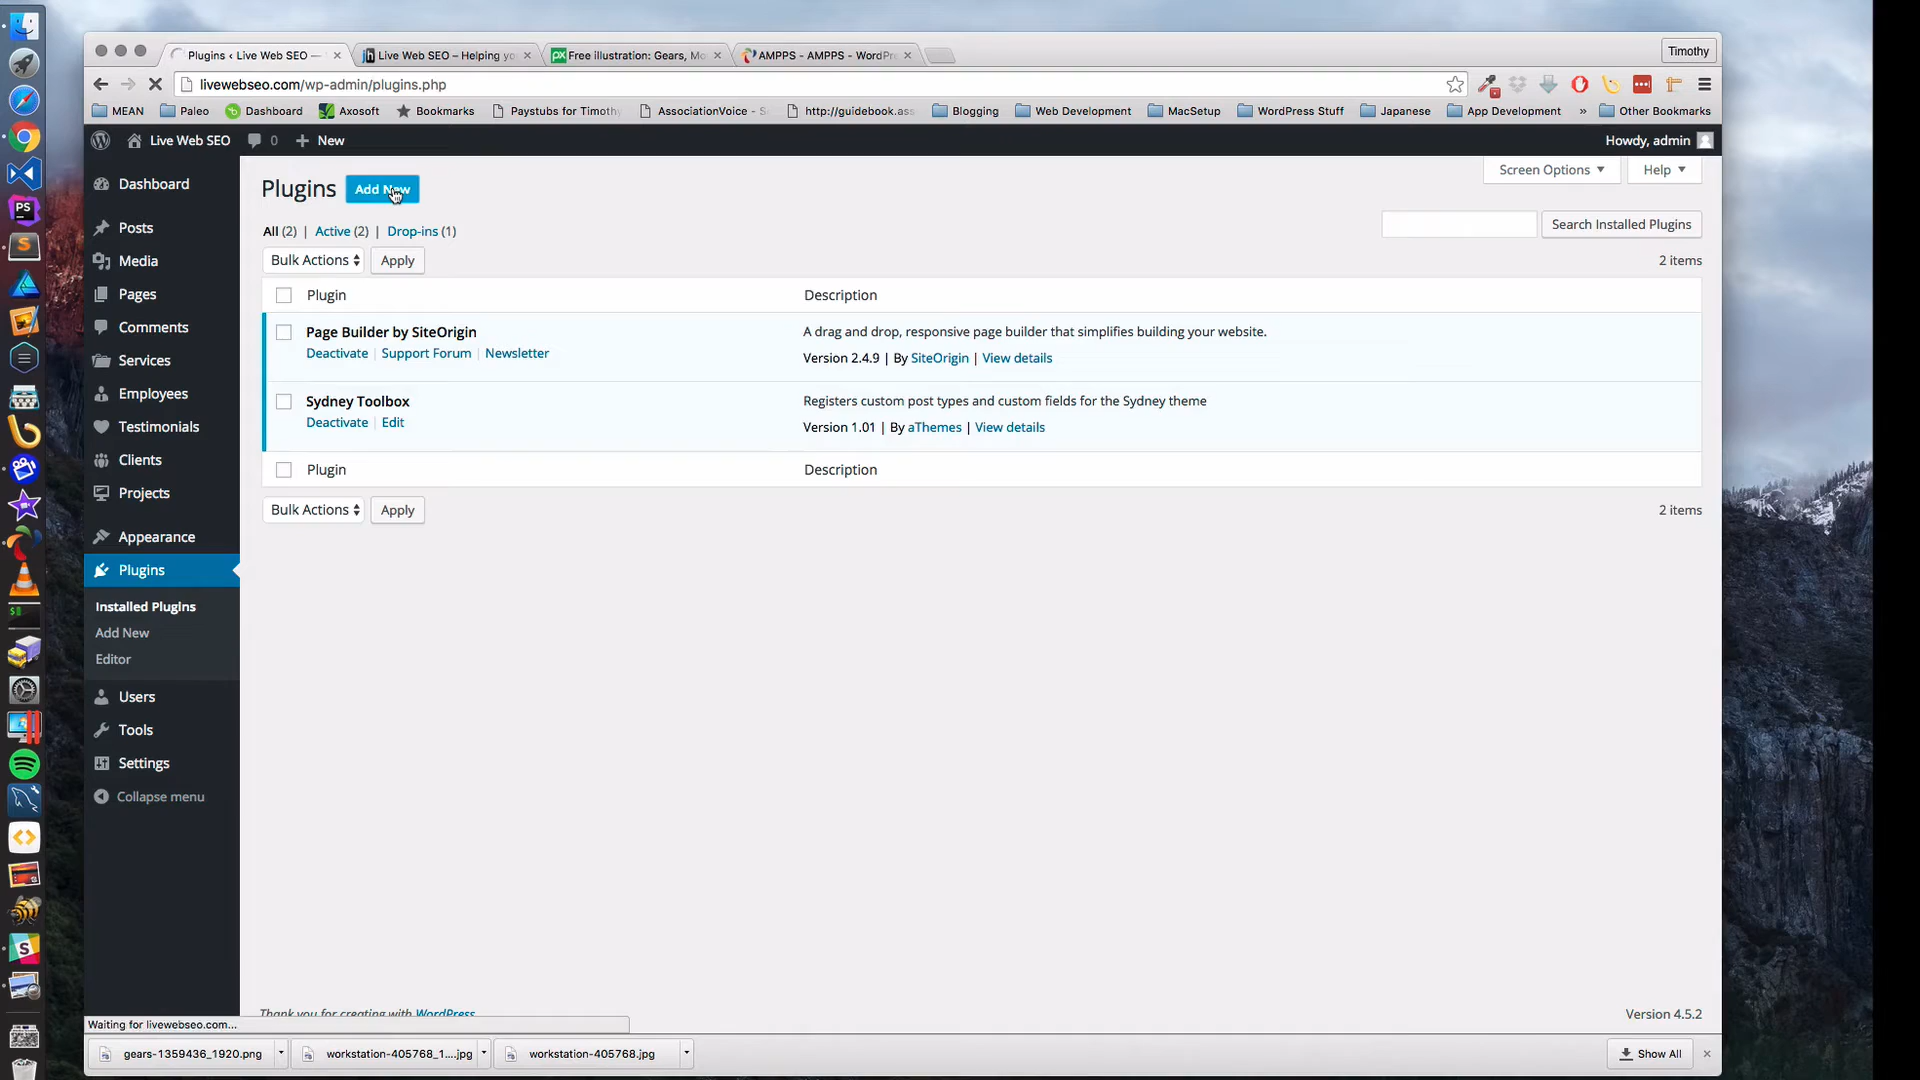 Plugins ‹ Live Web SEO —
Live Web SEO – Helping yo
Free illustration: Gears, Mo
AMPPS - AMPPS - WordPr
Timothy
livewebseo.com/wp-admin/plugins.php
MEAN
Paleo
Dashboard
Axosoft
Bookmarks
Paystubs for Timothy
AssociationVoice - S
http://guidebook.ass
Blogging
Web Development
MacSetup
WordPress Stuff
Japanese
App Development
»
Other Bookmarks
Live Web SEO
0
New
Howdy, admin
Dashboard
Posts
Media
Pages
Comments
Services
Employees
Testimonials
Clients
Projects
Appearance
Plugins
Installed Plugins
Add New
Editor
Users
Tools
Settings
Collapse menu
Screen Options
Help
Plugins Add New
All (2) | Active (2) | Drop-ins (1)
Search Installed Plugins
Bulk Actions
Apply
2 items
Plugin
Description
Page Builder by SiteOrigin
Deactivate | Support Forum | Newsletter
A drag and drop, responsive page builder that simplifies building your website.
Version 2.4.9 | By SiteOrigin | View details
Sydney Toolbox
Deactivate | Edit
Registers custom post types and custom fields for the Sydney theme
Version 1.01 | By aThemes | View details
Plugin
Description
Bulk Actions
Apply
2 items
Thank you for creating with WordPress
Version 4.5.2
Waiting for livewebseo.com...
gears-1359436_1920.png
workstation-405768_1....jpg
workstation-405768.jpg
Show All
PS
S
$
S